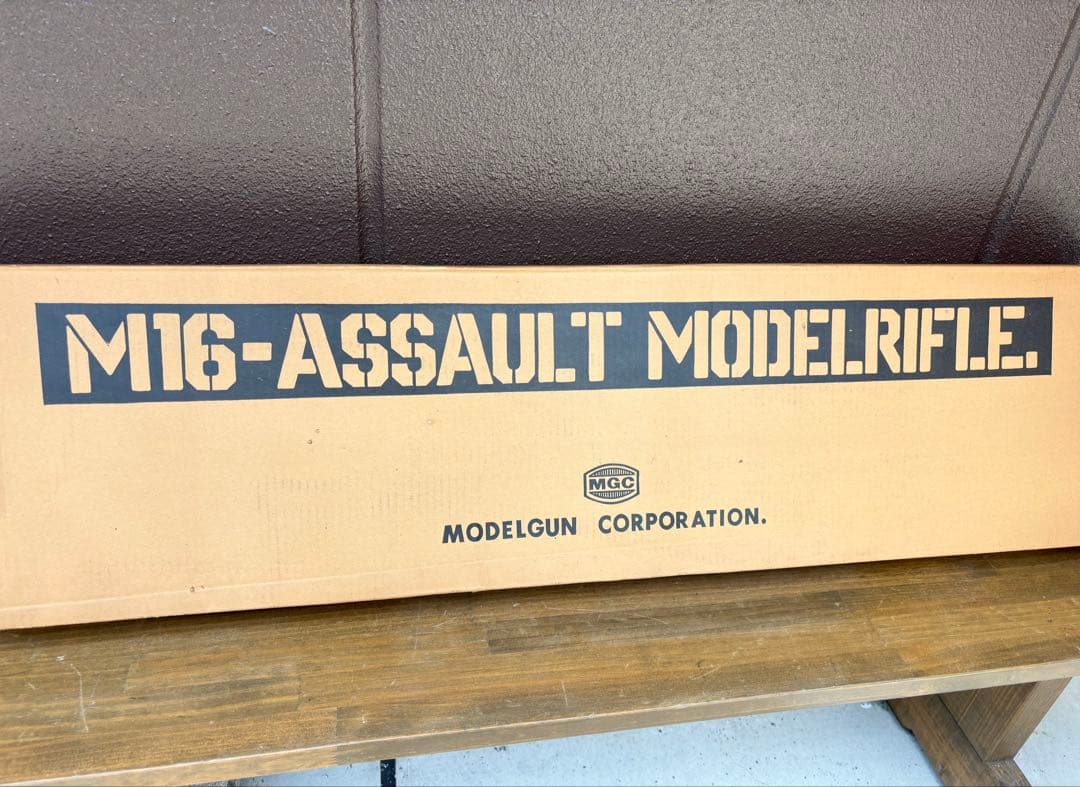 M16-ASSAULT MODELRIFLE.
MGC
MODELGUN CORPORATION.